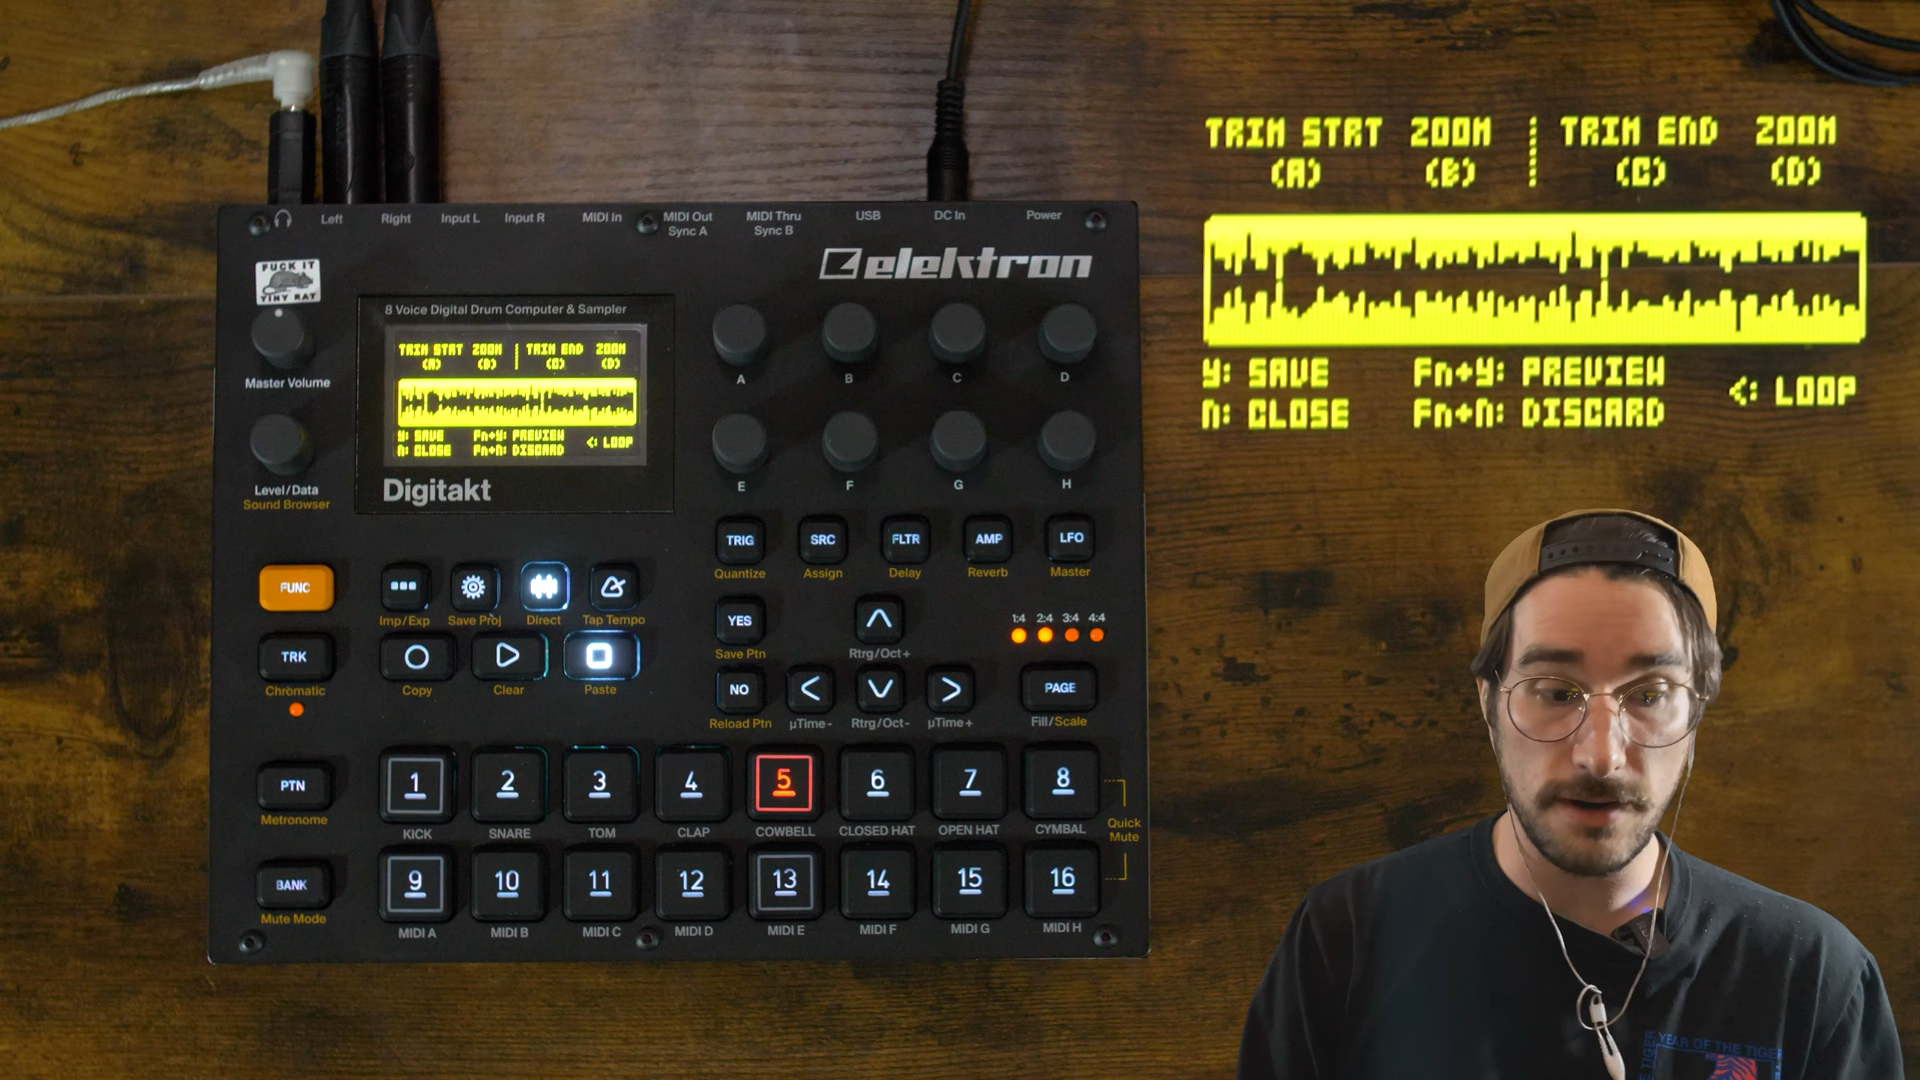 TRIM STRT ZOOM TRIM END ZOOM
(A) (B) (C) (D)
Y: SAVE Fn+Y: PREVIEW
N: CLOSE Fn+N: DISCARD
<: LOOP
Left Right Input L Input R MIDI In MIDI Out MIDI Thru USB DC In Power
Sync A Sync B
FUCK IT
TINY RAT
elektron
8 Voice Digital Drum Computer & Sampler
TRIM STRT ZOOM TRIM END ZOOM
(A) (B) (C) (D)
Y: SAVE Fn+Y: PREVIEW
N: CLOSE Fn+N: DISCARD
<: LOOP
Digitakt
Master Volume
Level/Data
Sound Browser
A B C D
E F G H
TRIG SRC FLTR AMP LFO
Quantize Assign Delay Reverb Master
FUNC
Imp/Exp Save Proj Direct Tap Tempo
TRK
Chromatic
Copy Clear Paste
YES
Save Ptn
Rtrg/Oct+
1:4 2:4 3:4 4:4
NO
PAGE
Reload Ptn µTime- Rtrg/Oct- µTime+ Fill/Scale
PTN
Metronome
1 2 3 4 5 6 7 8
KICK SNARE TOM CLAP COWBELL CLOSED HAT OPEN HAT CYMBAL
Quick
Mute
BANK
Mute Mode
9 10 11 12 13 14 15 16
MIDI A MIDI B MIDI C MIDI D MIDI E MIDI F MIDI G MIDI H
YEAR OF THE TIGER